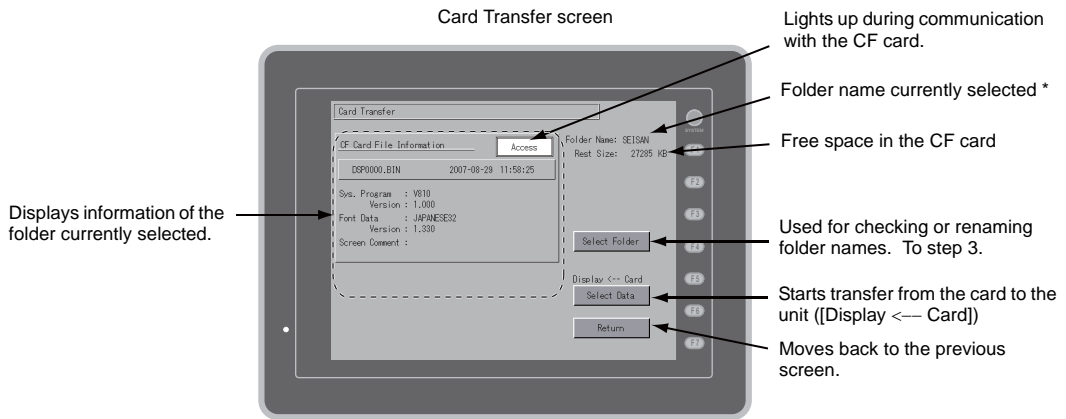 Card Transfer screen
Lights up during communication
with the CF card.
Folder name currently selected *
Free space in the CF card
Displays information of the
folder currently selected.
Used for checking or renaming
folder names. To step 3.
Starts transfer from the card to the
unit ([Display <−− Card])
Moves back to the previous
screen.
Card Transfer
CF Card File Information
Access
DSP0000.BIN 2007-08-29 11:58:25
Sys. Program : V810
Version : 1.000
Font Data : JAPANESE32
Version : 1.330
Screen Comment :
Folder Name: SEISAN
Rest Size: 27285 KB
Select Folder
Display <-- Card
Select Data
Return
SYSTEM
F1
F2
F3
F4
F5
F6
F7